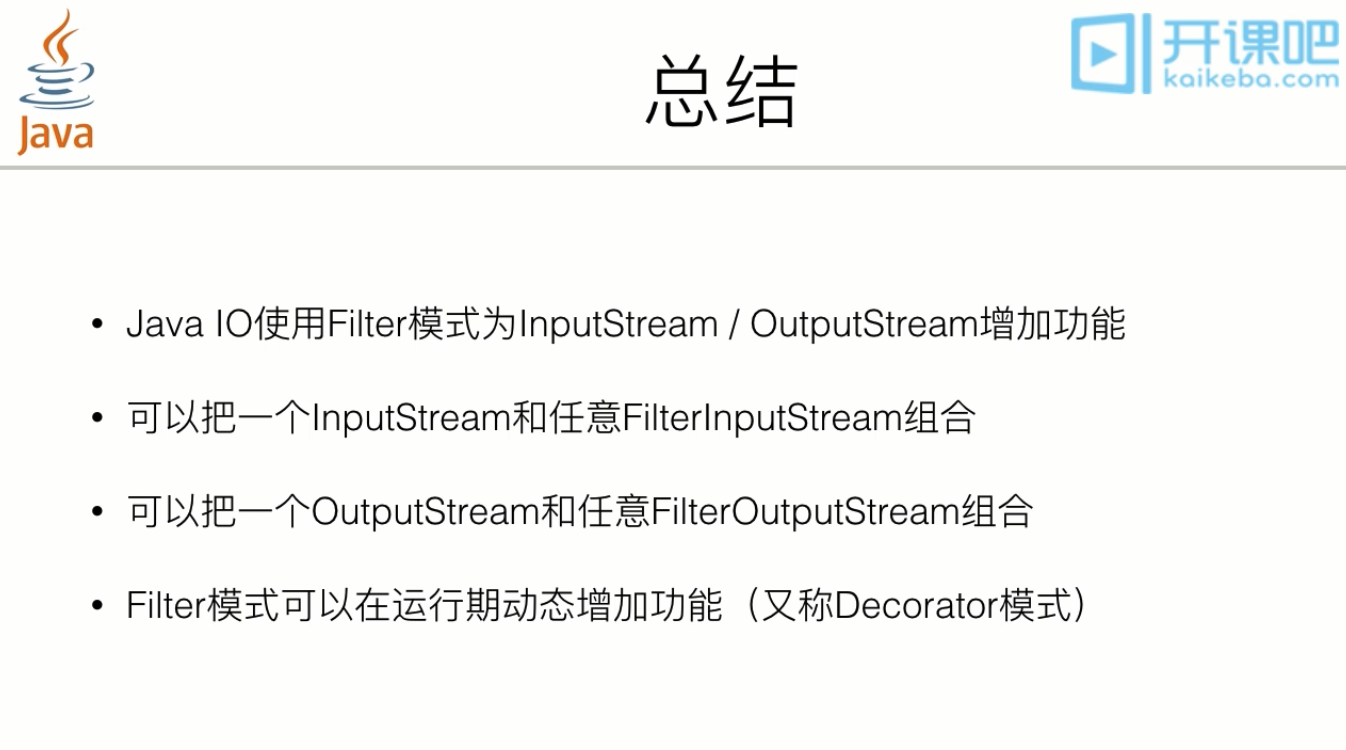 Java
开课吧
kaikeba.com
总结
• Java IO使用Filter模式为InputStream / OutputStream增加功能
• 可以把一个InputStream和任意FilterInputStream组合
• 可以把一个OutputStream和任意FilterOutputStream组合
• Filter模式可以在运行期动态增加功能（又称Decorator模式）